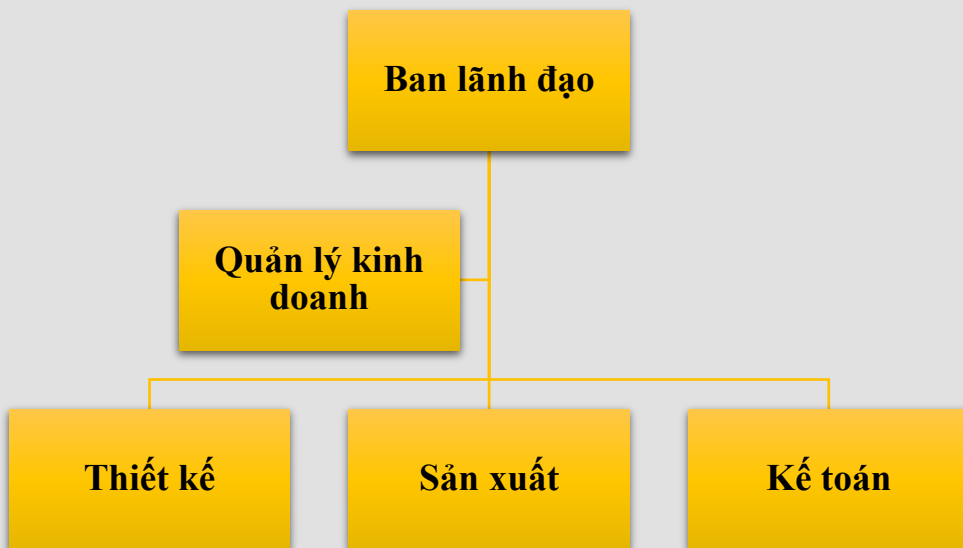 Ban lãnh đạo
Quản lý kinh
doanh
Thiết kế
Sản xuất
Kế toán